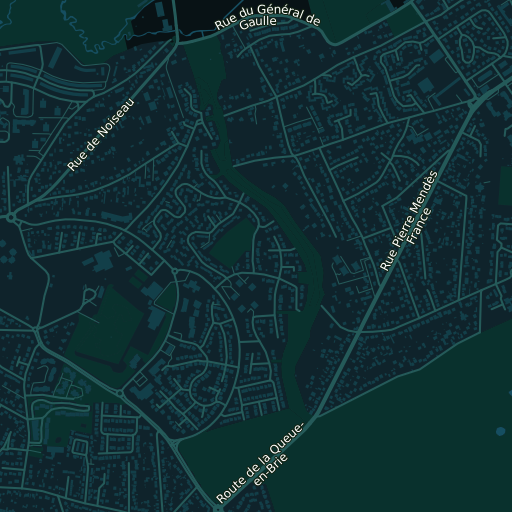 Rue du Général de
Gaulle
Rue de Noiseau
Rue Pierre Mendès
France
Route de la Queue-
en-Brie